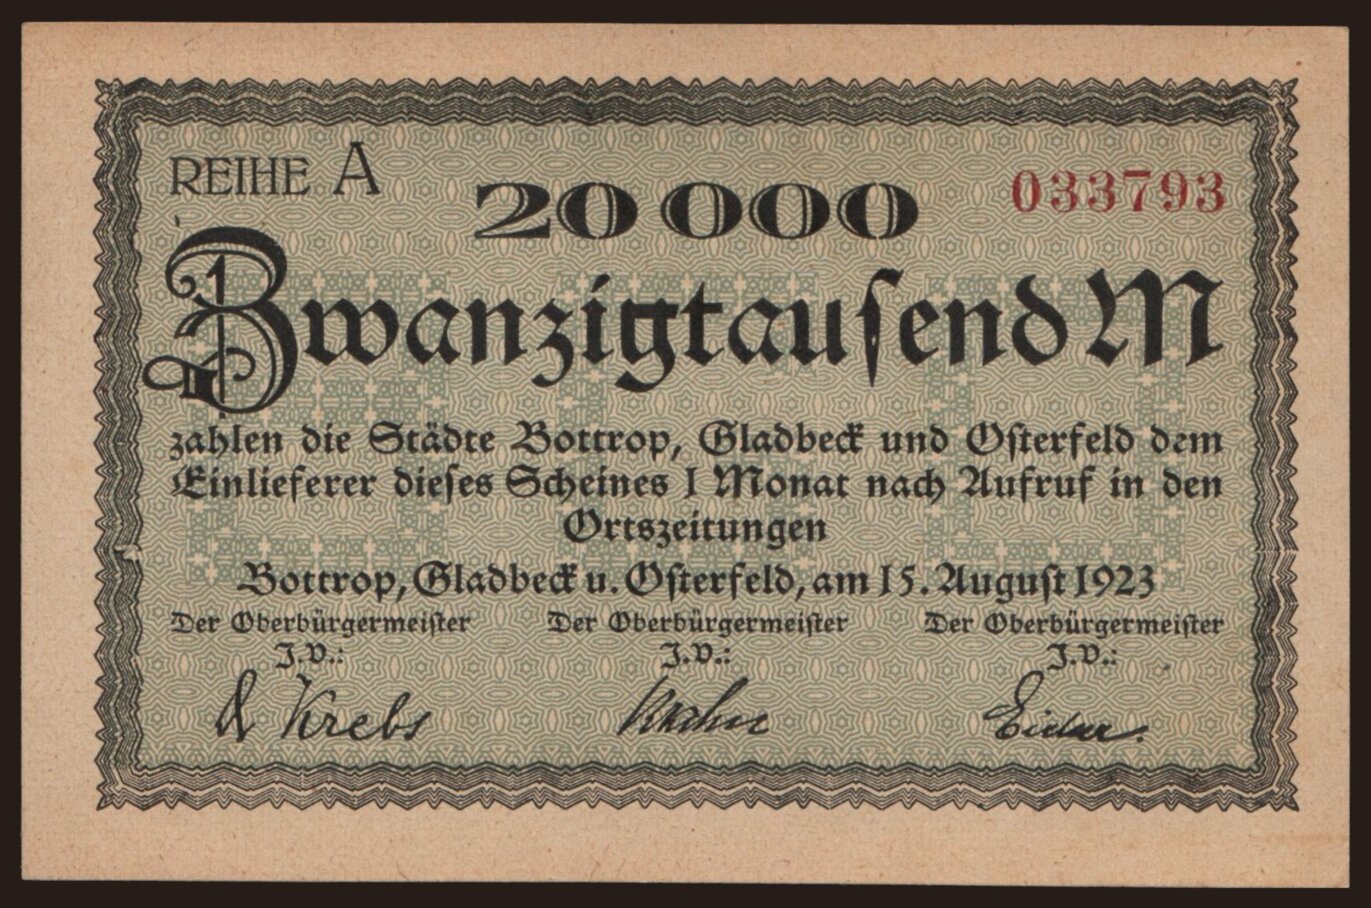 REIHE A
20 000
033793
Zwanzigtausend M
zahlen die Städte Bottrop, Gladbeck und Osterfeld dem
Einlieferer dieses Scheines 1 Monat nach Aufruf in den
Ortszeitungen
Bottrop, Gladbeck u. Osterfeld, am 15. August 1923
Der Oberbürgermeister Der Oberbürgermeister Der Oberbürgermeister
J.V.: J.V.: J.V.:
Krebs